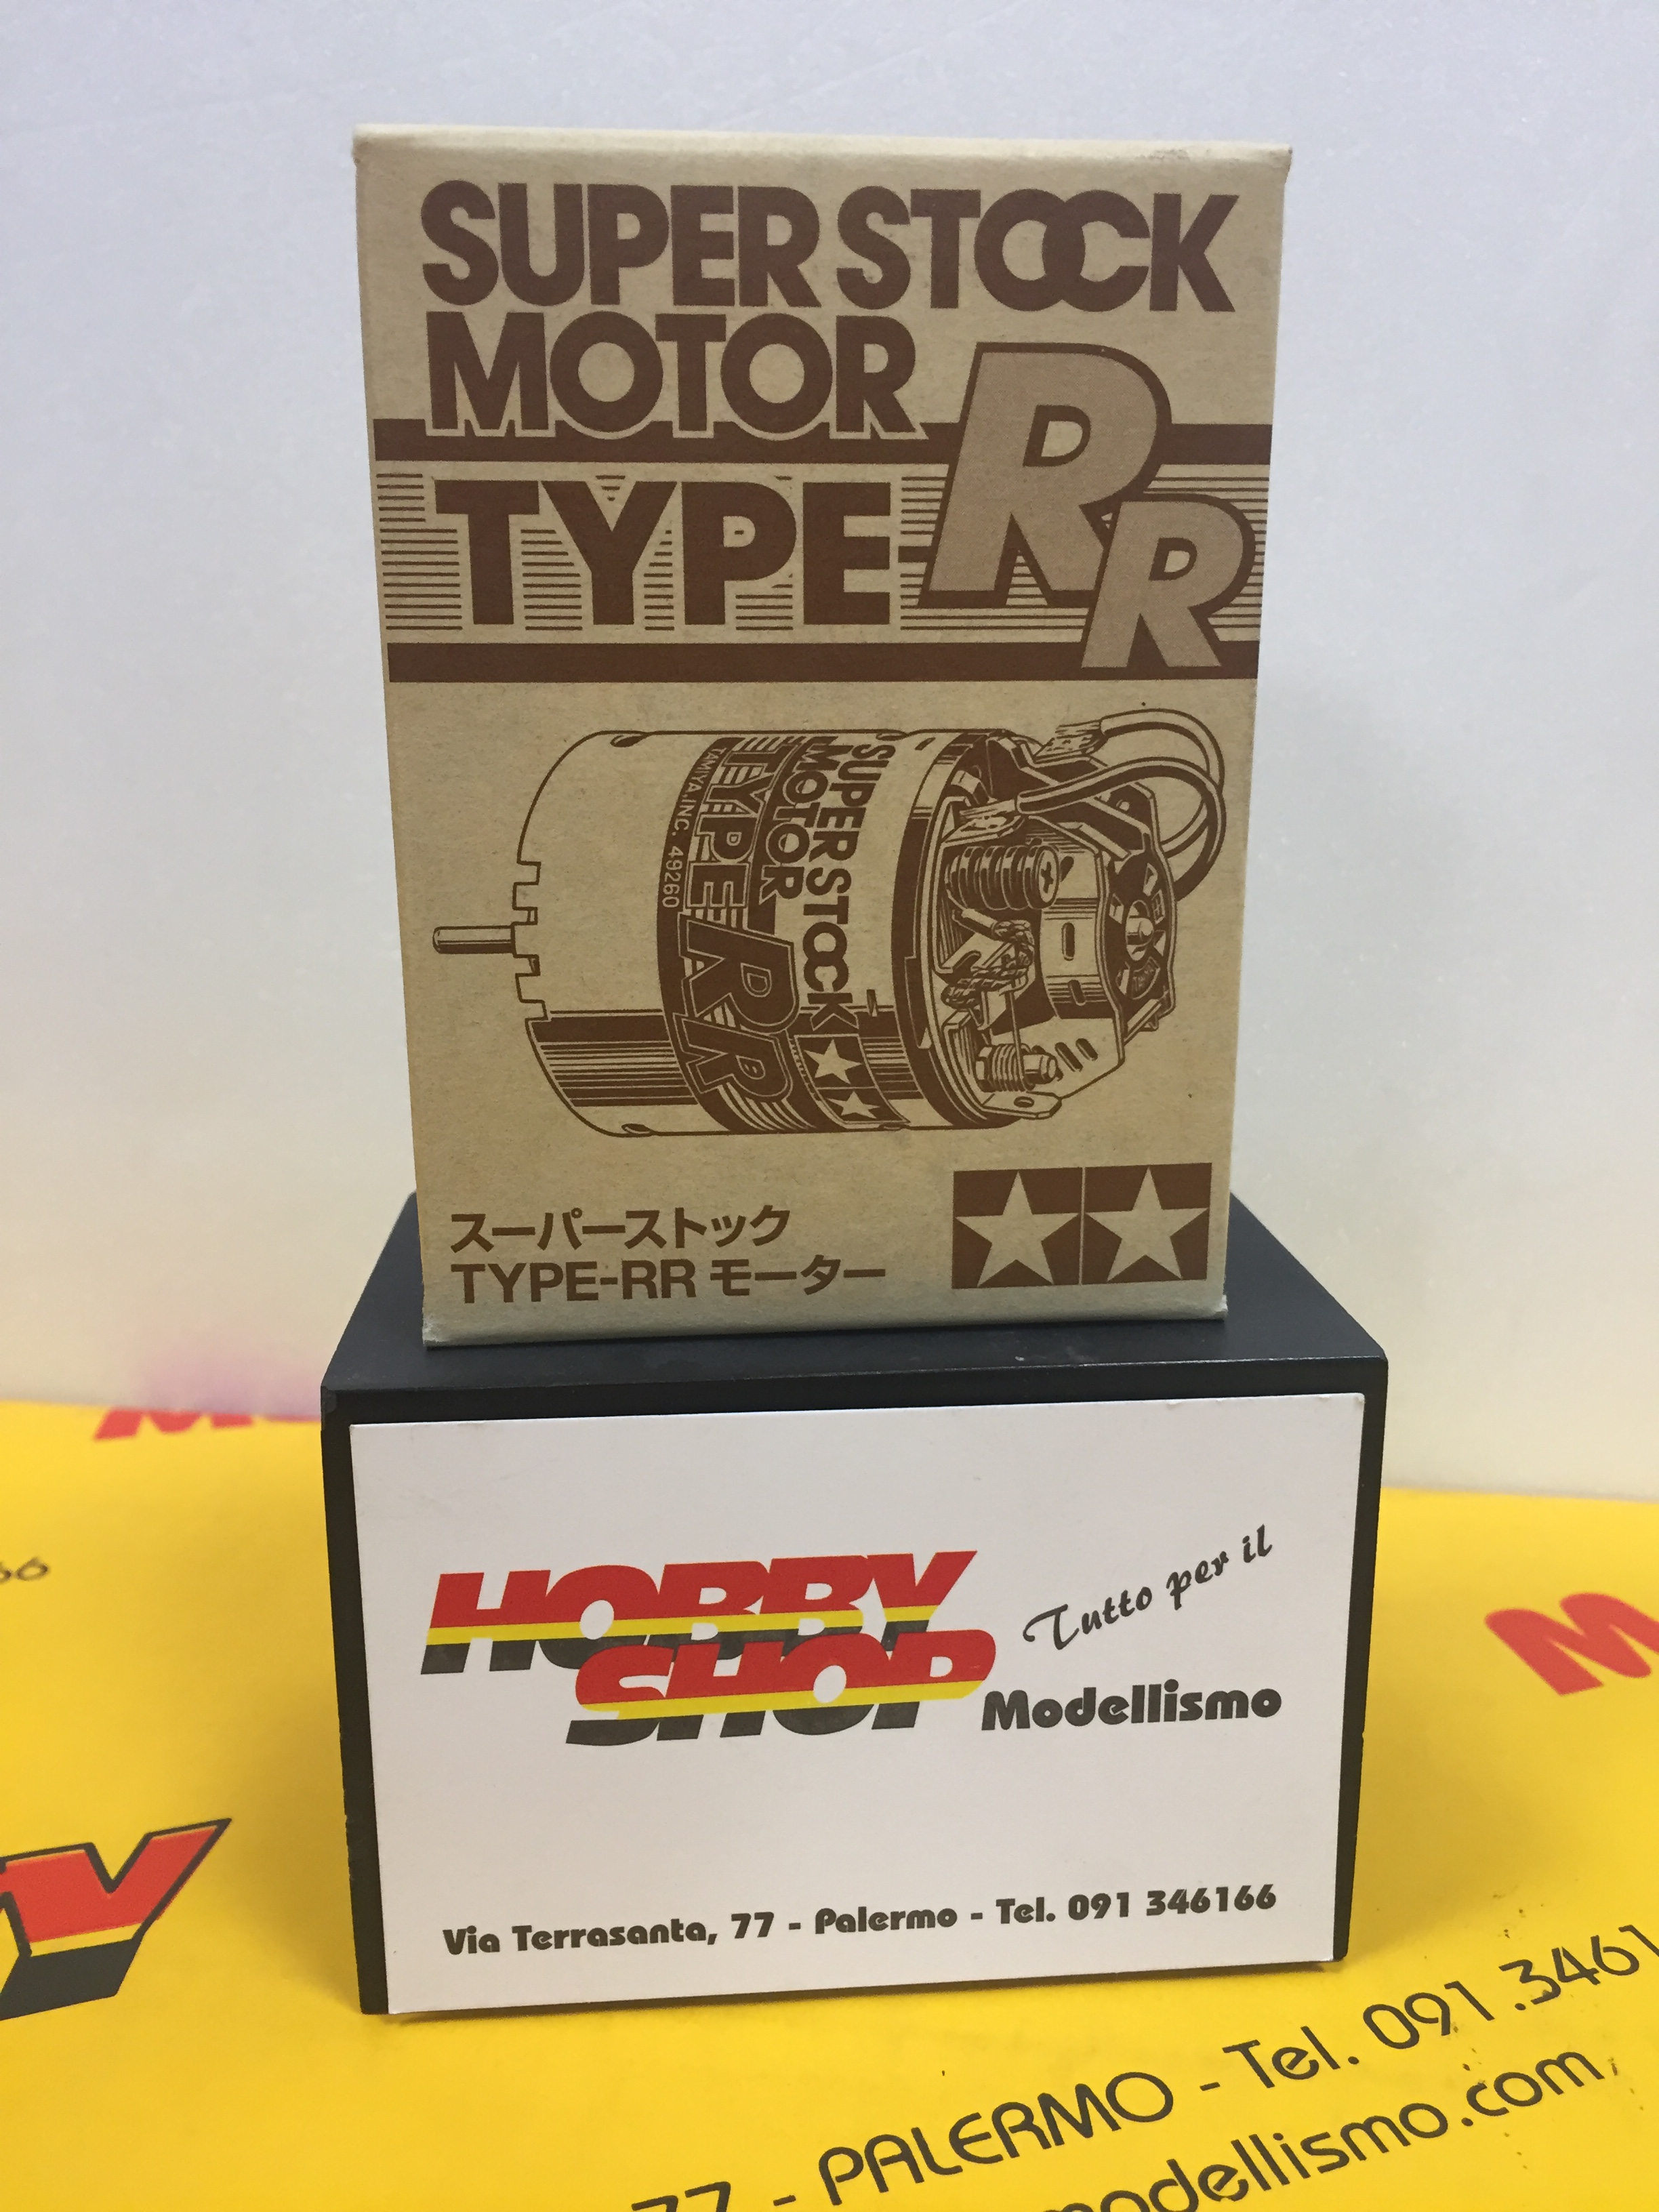 SUPER STOCK
MOTOR
TYPE RR
SUPER STOCK
MOTOR
TYPE RR
TAMIYA.INC. 49260
スーパーストック
TYPE-RR モーター
HOBBY
SHOP
Tutto per il
Modellismo
Via Terrasanta, 77 - Palermo - Tel. 091 346166
77 - PALERMO - Tel. 091.3461
modellismo.com